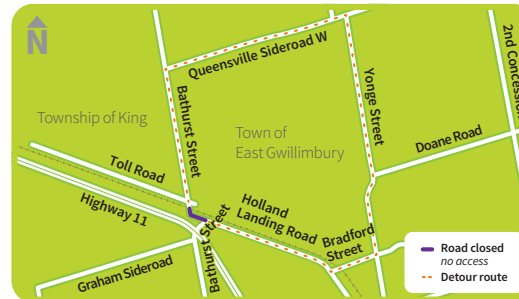 N
Queensville Sideroad W
2nd Concession
Township of King
Bathurst Street
Yonge Street
Town of
East Gwillimbury
Doane Road
Toll Road
Highway 11
Holland
Landing Road
Bathurst Street
Bradford
Street
Graham Sideroad
Road closed
no access
Detour route